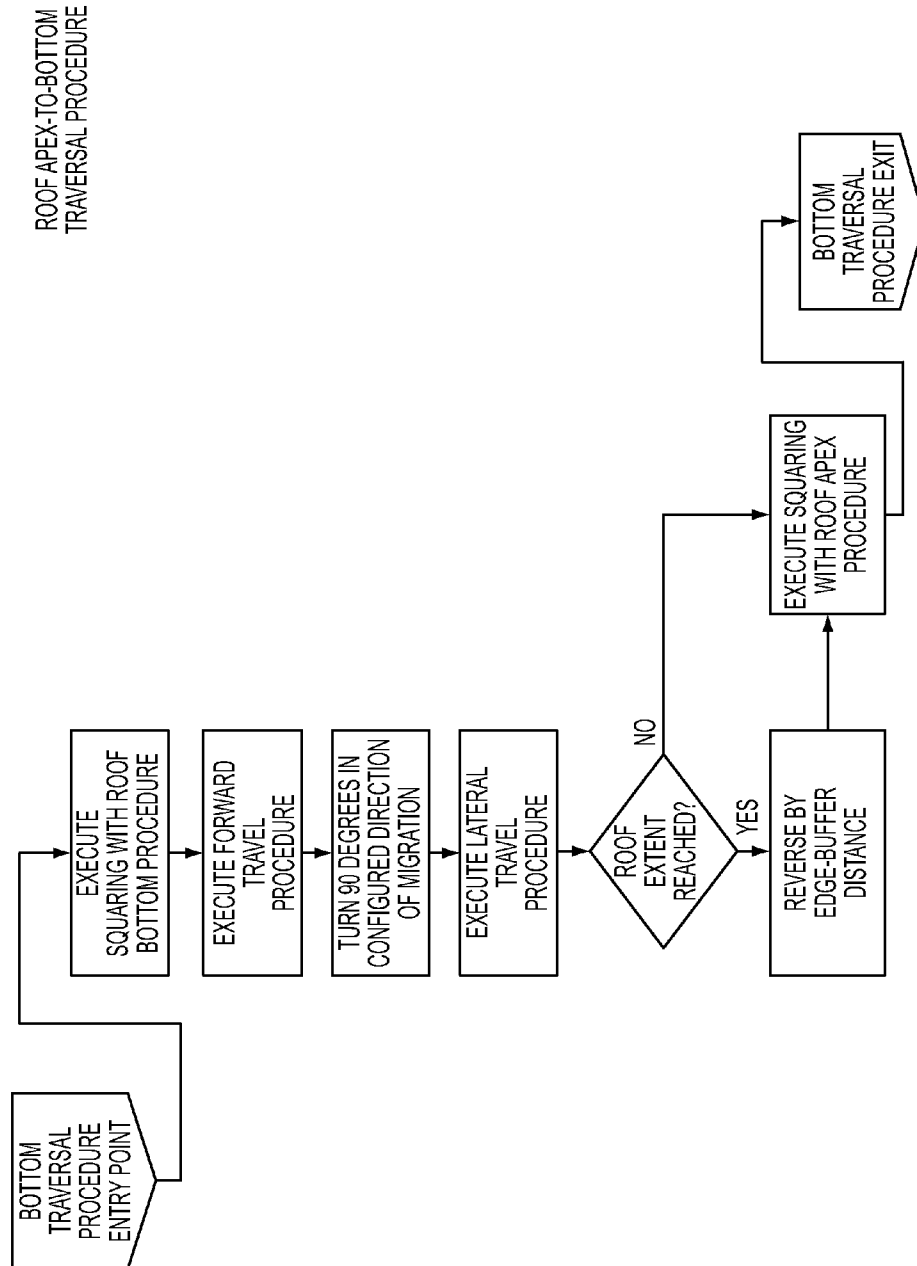 ROOF APEX-TO-BOTTOM
TRAVERSAL PROCEDURE
BOTTOM
TRAVERSAL
PROCEDURE
ENTRY POINT
EXECUTE
SQUARING WITH ROOF
BOTTOM PROCEDURE
EXECUTE FORWARD
TRAVEL
PROCEDURE
TURN 90 DEGREES IN
CONFIGURED DIRECTION
OF MIGRATION
EXECUTE LATERAL
TRAVEL
PROCEDURE
ROOF
EXTENT
REACHED?
NO
YES
REVERSE BY
EDGE-BUFFER
DISTANCE
EXECUTE SQUARING
WITH ROOF APEX
PROCEDURE
BOTTOM
TRAVERSAL
PROCEDURE EXIT